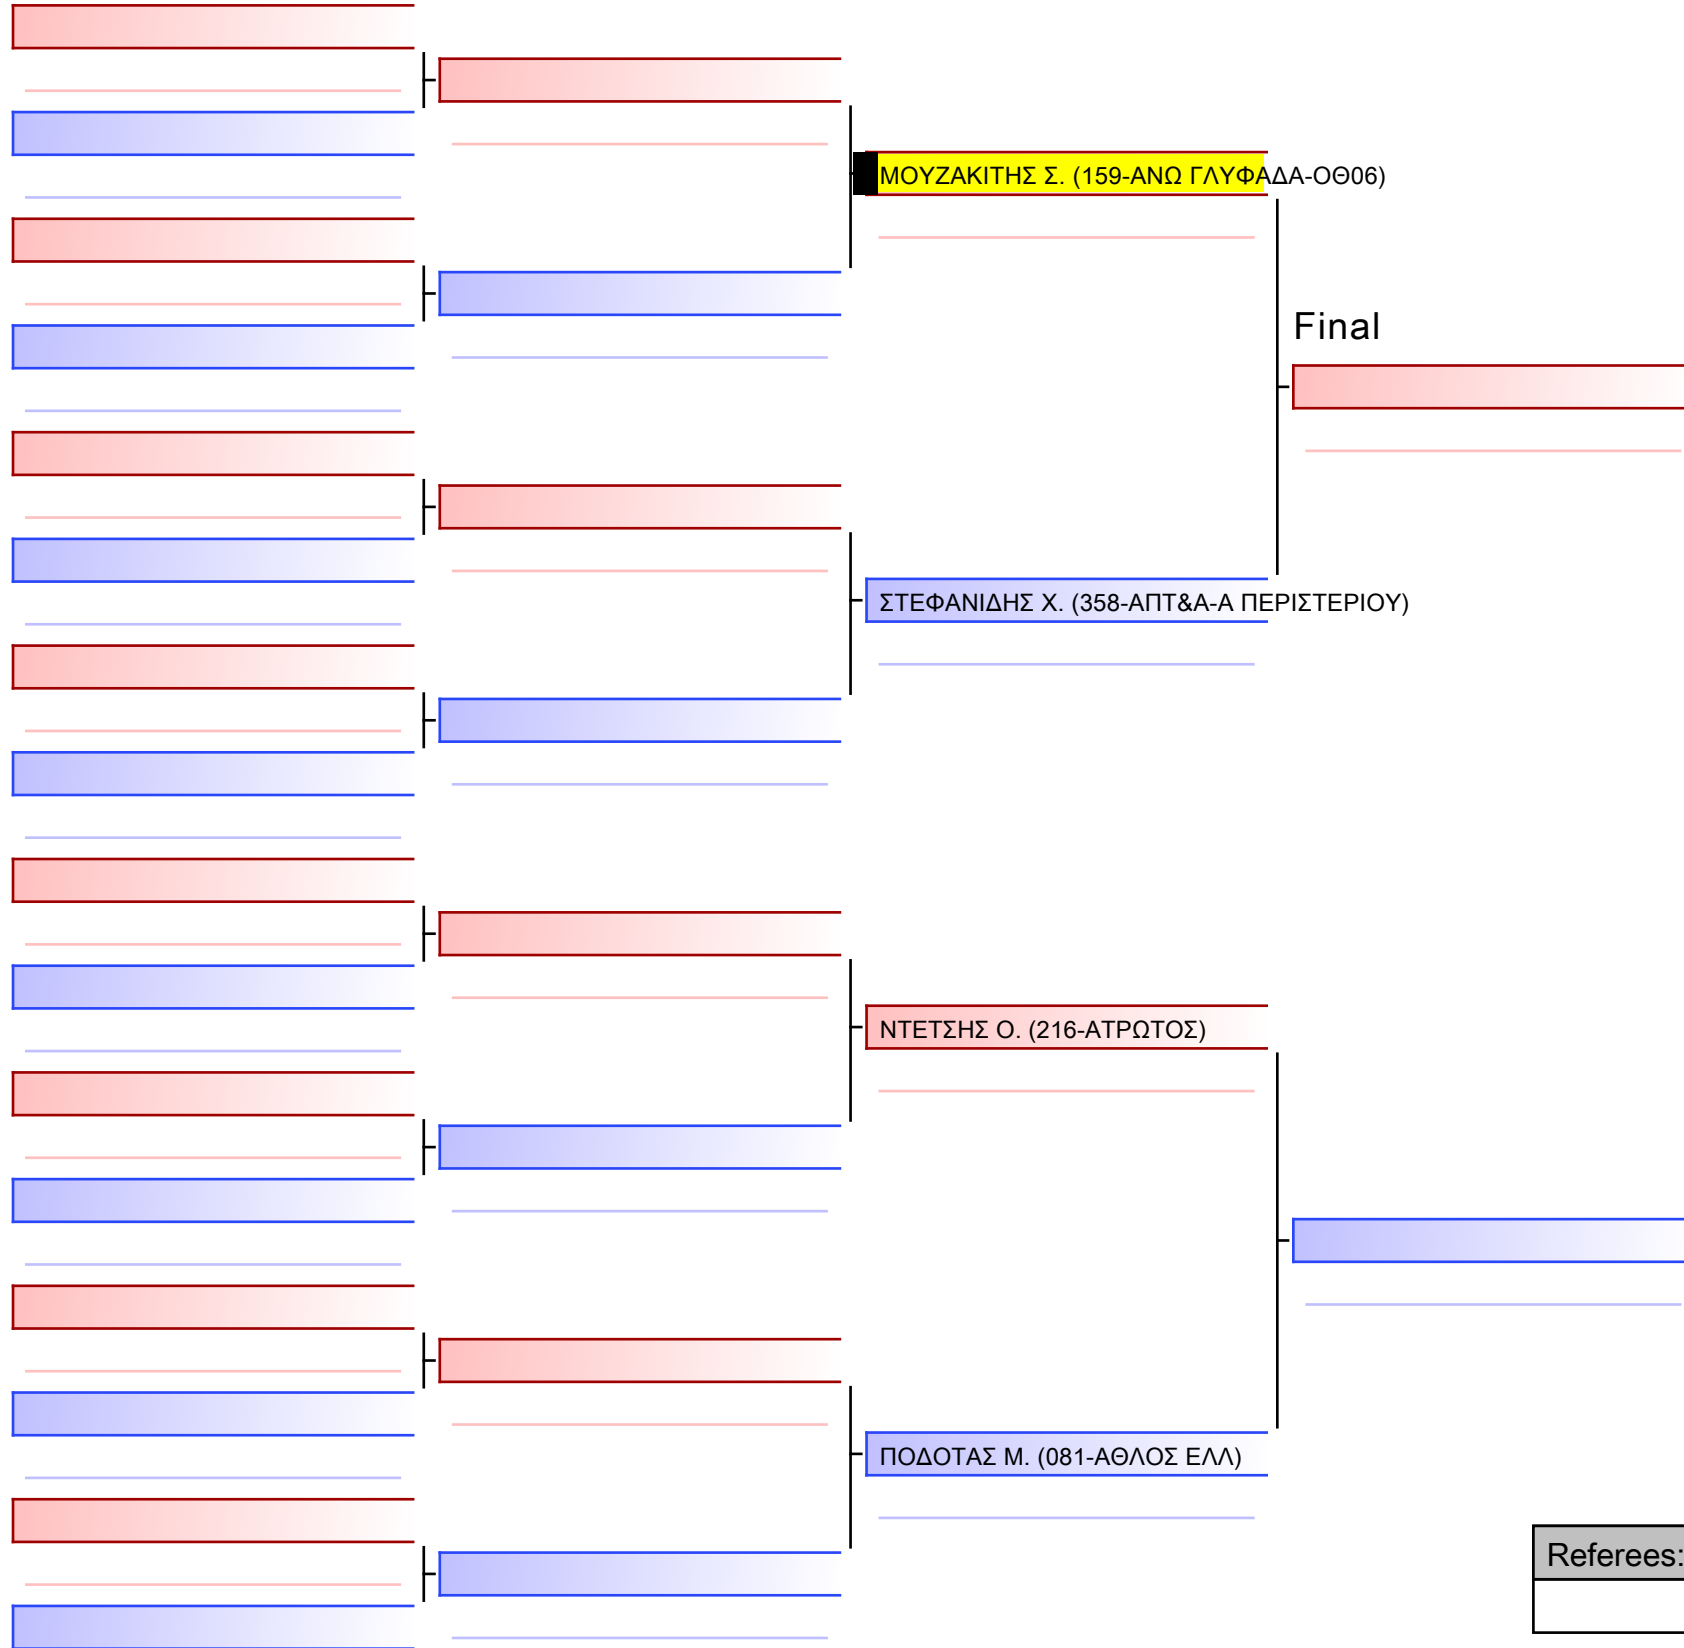 ΜΟΥΖΑΚΙΤΗΣ Σ. (159-ΑΝΩ ΓΛΥΦΑΔΑ-ΟΘ06)
Final
ΣΤΕΦΑΝΙΔΗΣ Χ. (358-ΑΠΤ&Α-Α ΠΕΡΙΣΤΕΡΙΟΥ)
ΝΤΕΤΣΗΣ Ο. (216-ΑΤΡΩΤΟΣ)
ΠΟΔΟΤΑΣ Μ. (081-ΑΘΛΟΣ ΕΛΛ)
Referees: